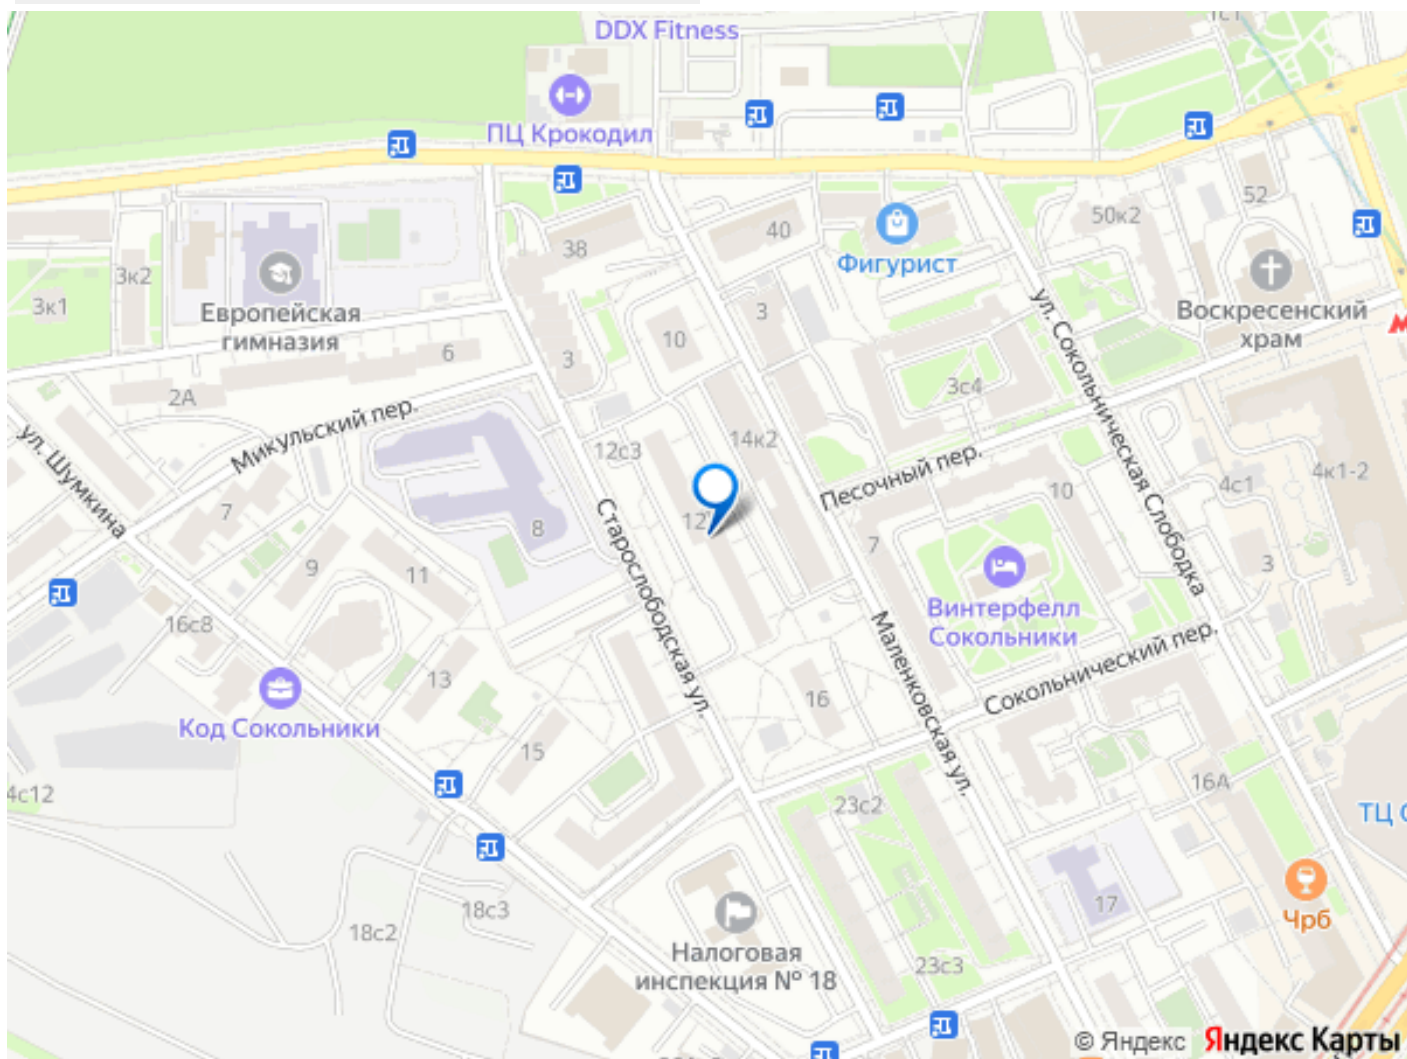 1с1
DDX Fitness
ПЦ Крокодил
52
50к2
40
38
Фигурист
3к2
3к1
Европейская
гимназия
Воскресенский
храм
ул. Сокольническая Слободка
3
10
6
3
3с4
2А
Микульский пер.
ул. Шумкина
12с3
14к2
Песочный пер.
4с1
4к1-2
10
7
8
12
Старослободская ул.
7
3
9
11
Винтерфелл
Сокольники
Маленковская ул.
Сокольнический пер.
16с8
13
16
Код Сокольники
15
16А
4с12
23с2
ТЦ С
17
18с3
18с2
Чрб
Налоговая
инспекция № 18
23с3
© Яндекс Яндекс Карты